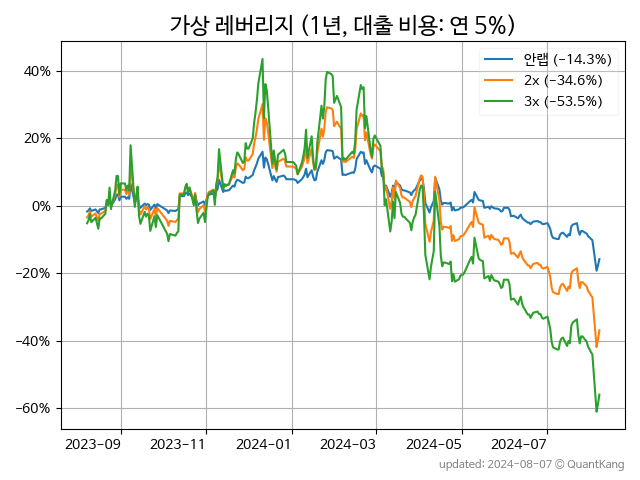 가상 레버리지 (1년, 대출 비용: 연 5%)
안랩 (−14.3%)
2x (−34.6%)
3x (−53.5%)
40%
20%
0%
−20%
−40%
−60%
2023-09 2023-11 2024-01 2024-03 2024-05 2024-07
updated: 2024-08-07 © QuantKang